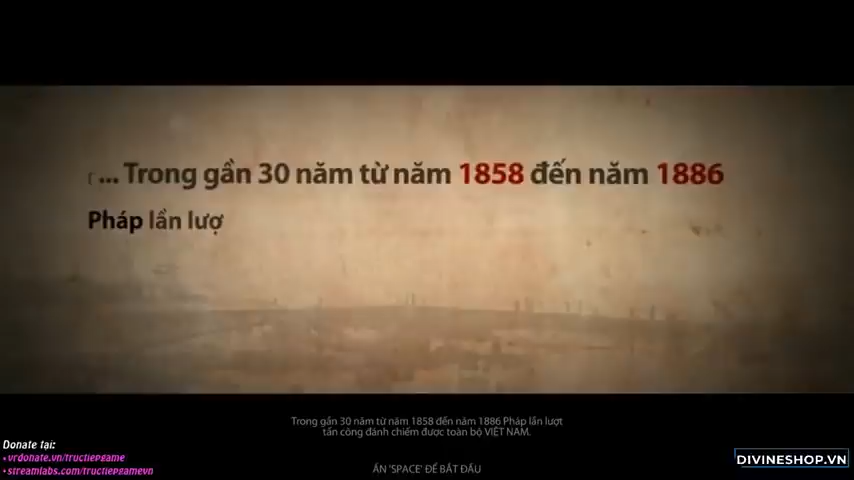 ... Trong gần 30 năm từ năm 1858 đến năm 1886
Pháp lần lượ
Trong gần 30 năm từ năm 1858 đến năm 1886 Pháp lần lượt
tấn công đánh chiếm được toàn bộ VIỆT NAM.
Donate tại:
• vrdonate.vn/tructiepgame
• streamlabs.com/tructiepgamevn
ẤN 'SPACE' ĐỂ BẮT ĐẦU
DIVINESHOP.VN